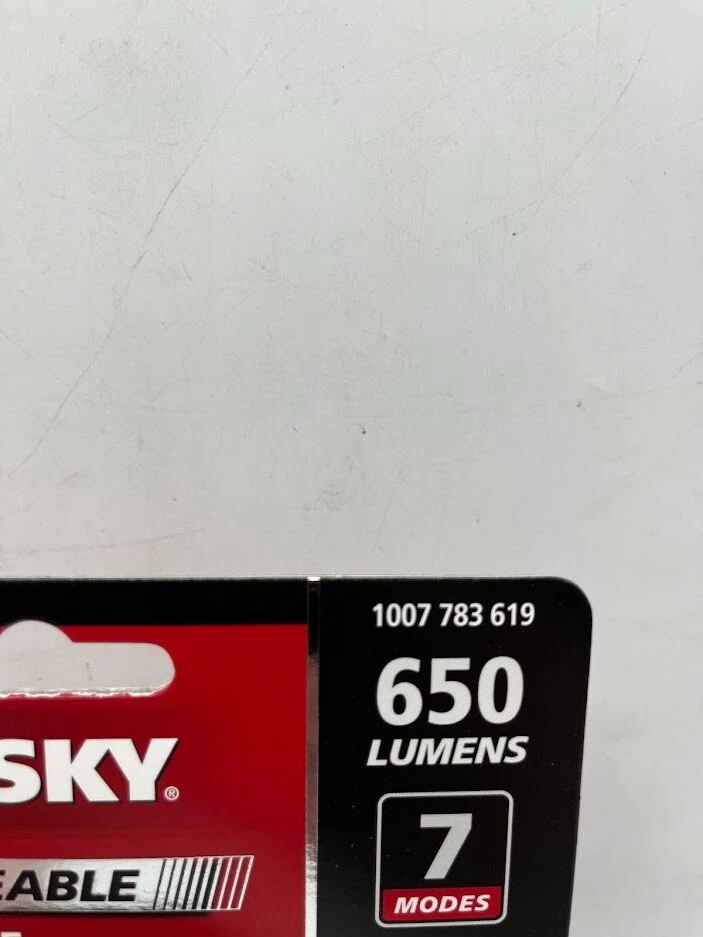 1007 783 619
650
LUMENS
SKY®
EABLE
7
MODES